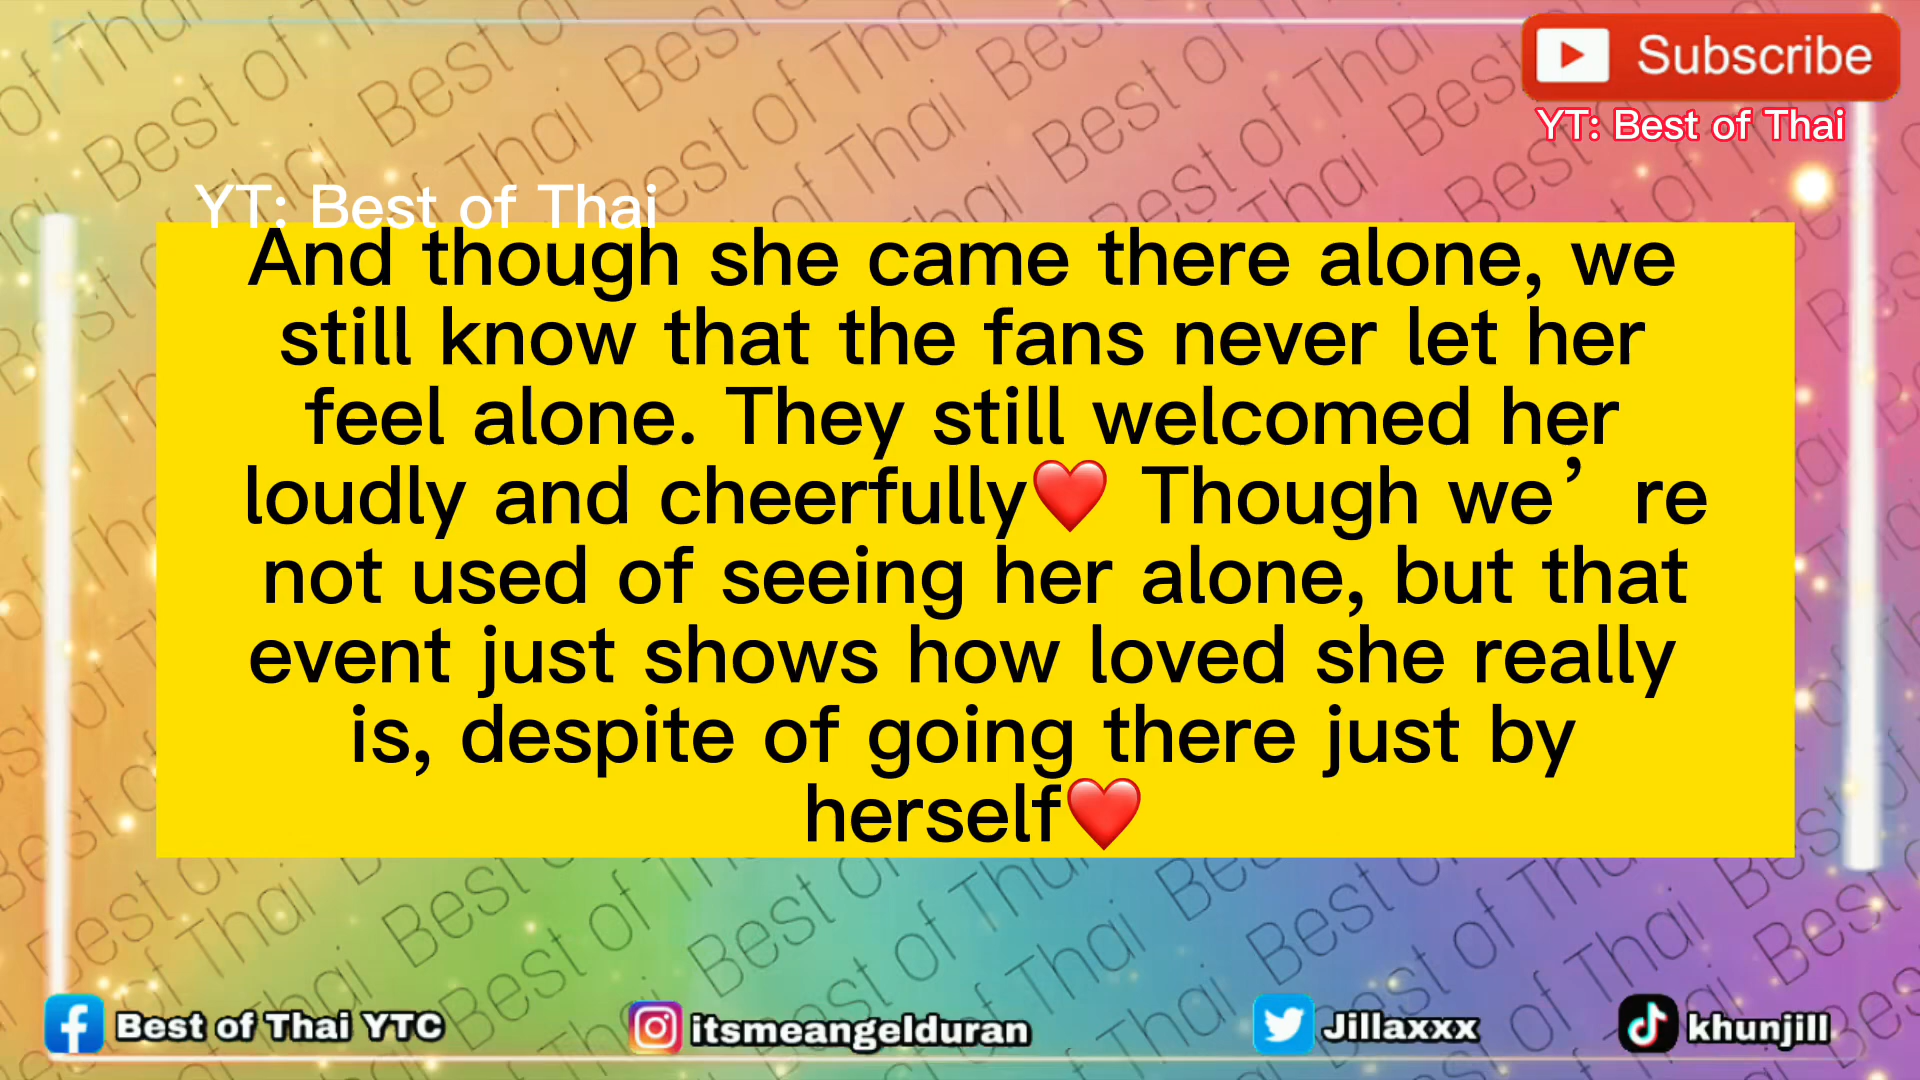 Subscribe
YT: Best of Thai
YT: Best of Thai
And though she came there alone, we
still know that the fans never let her
feel alone. They still welcomed her
loudly and cheerfully❤️ Though we’re
not used of seeing her alone, but that
event just shows how loved she really
is, despite of going there just by
herself❤️
Best of Thai YTC
itsmeangelduran
Jillaxxx
khunjill